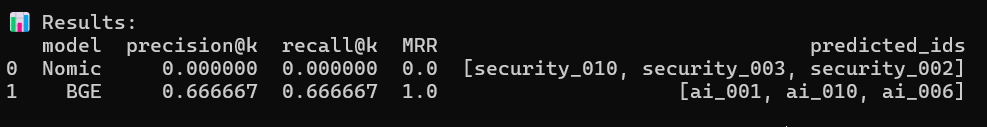 📊 Results:
model precision@k recall@k MRR predicted_ids
0 Nomic 0.000000 0.000000 0.0 [security_010, security_003, security_002]
1 BGE 0.666667 0.666667 1.0 [ai_001, ai_010, ai_006]